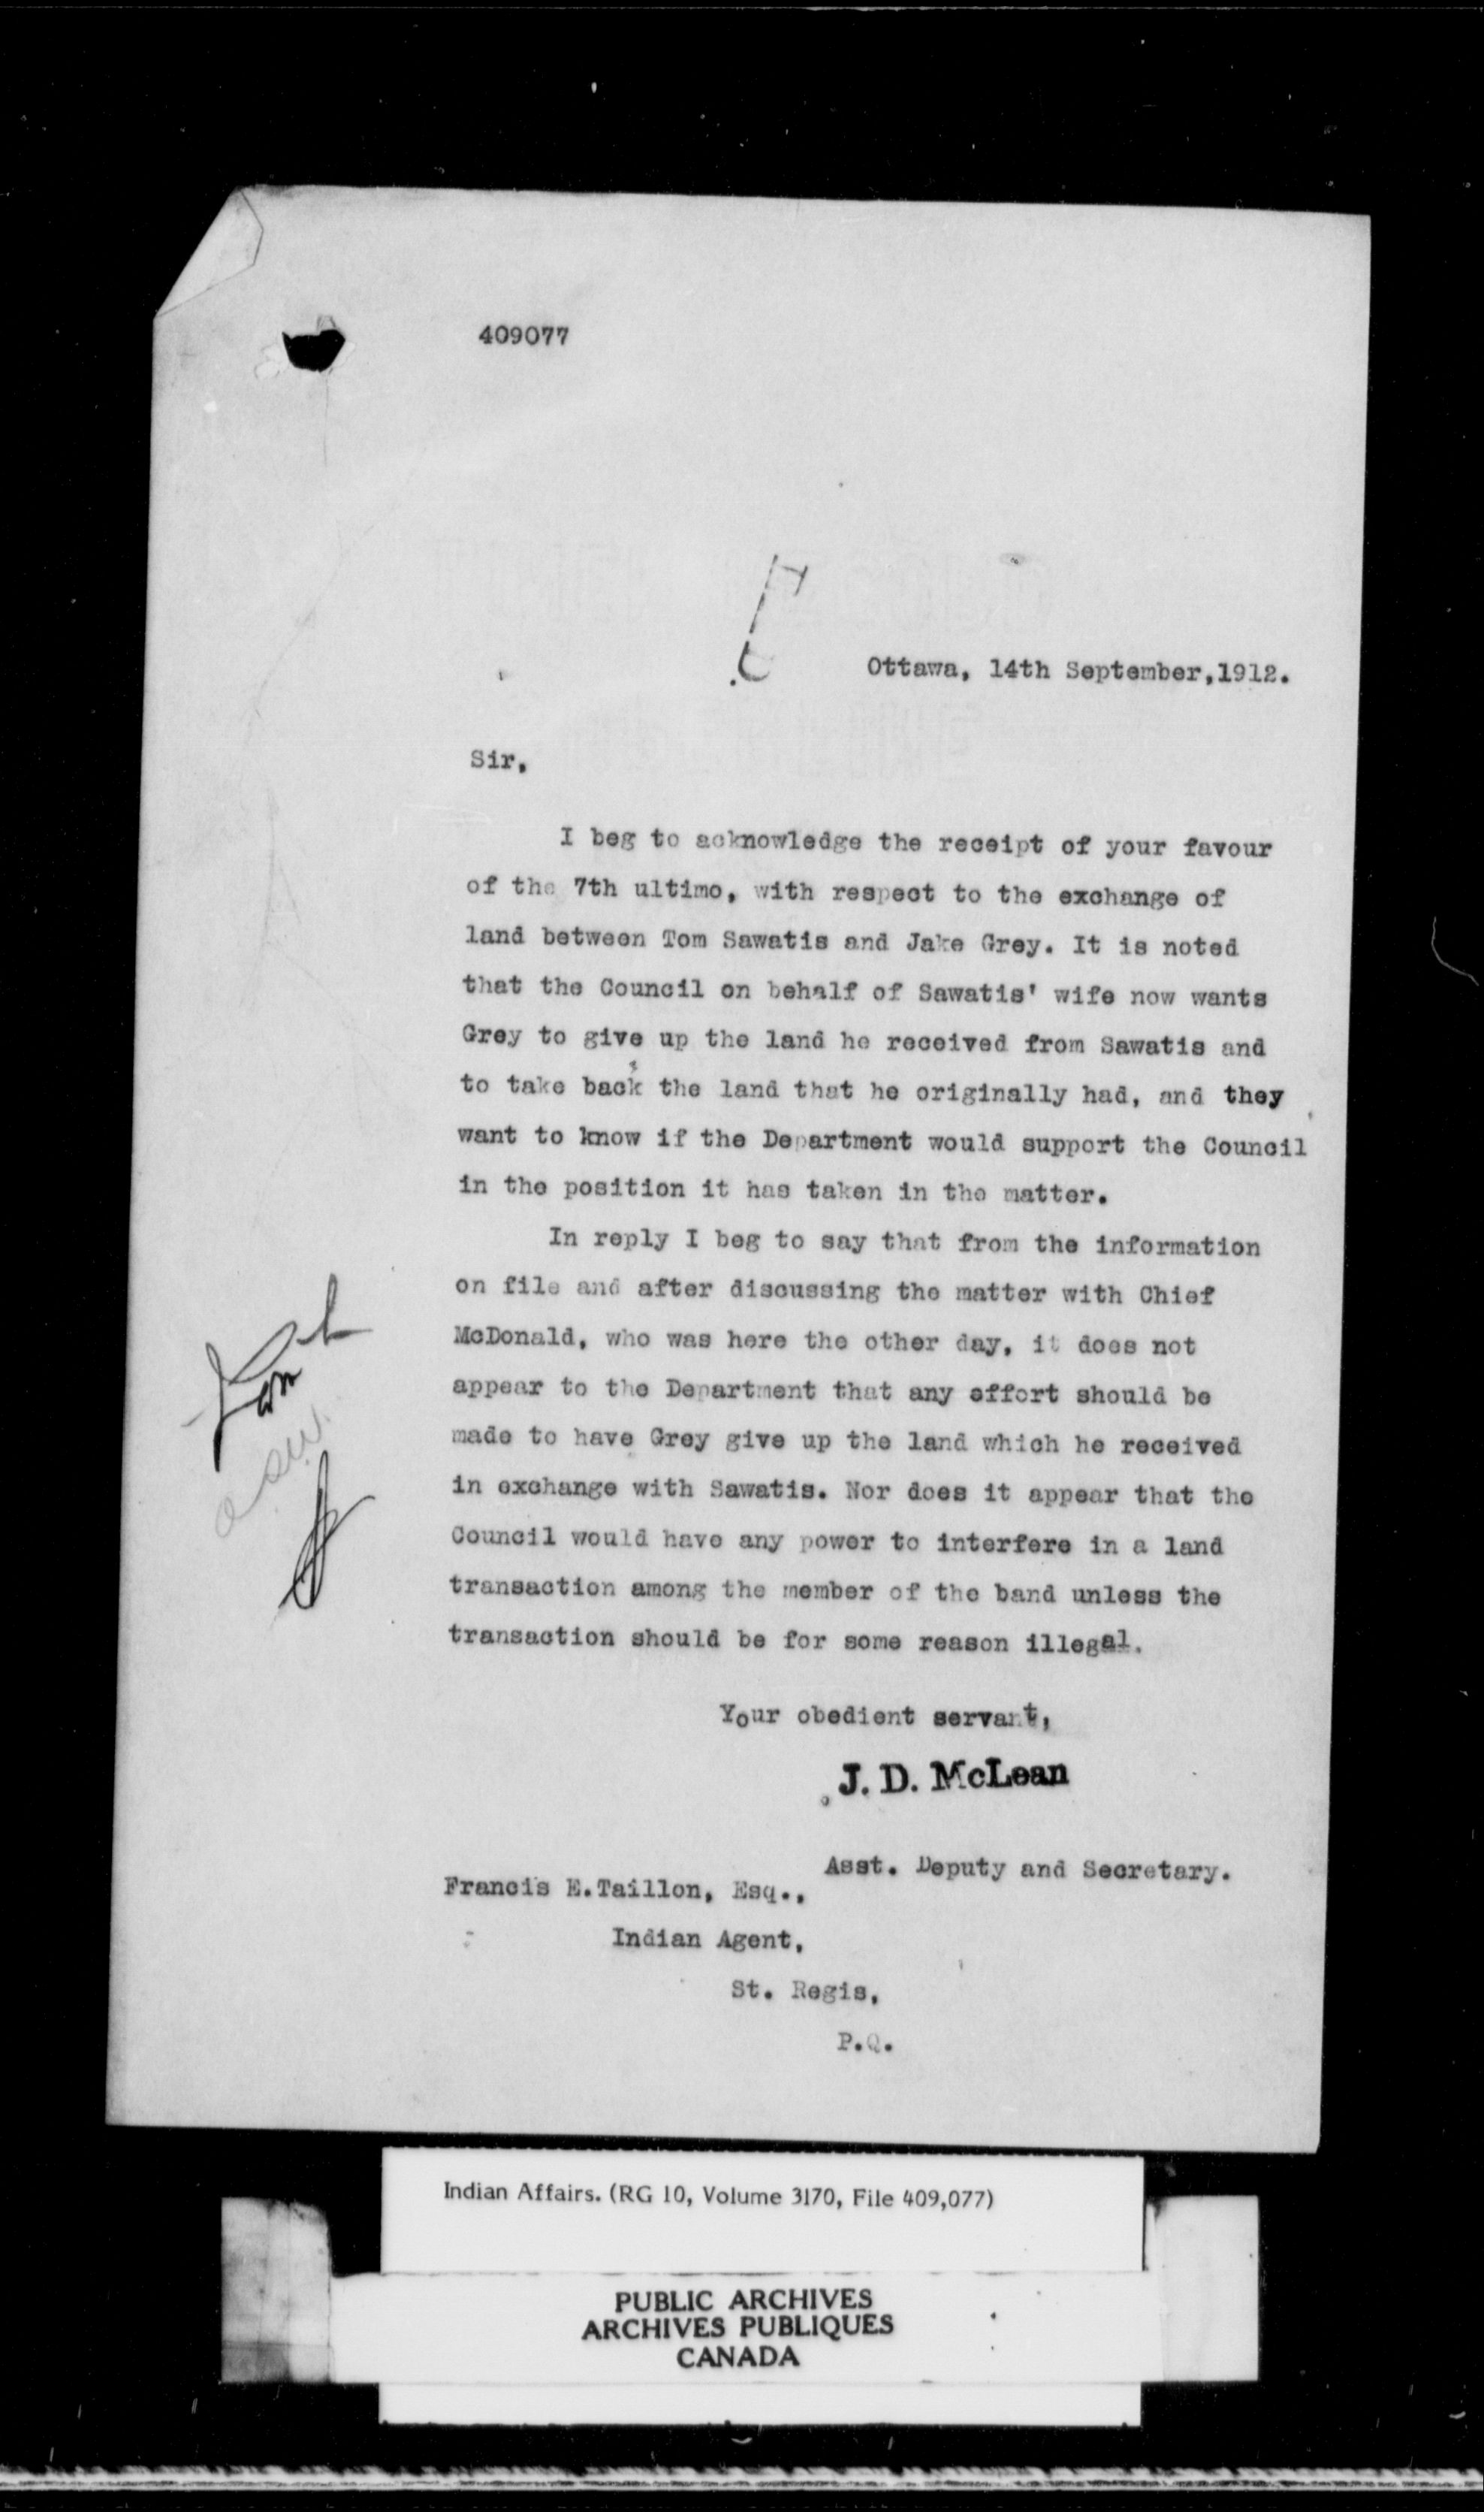 409077
Ottawa, 14th September,1912.
Sir,
I beg to acknowledge the receipt of your favour
of the 7th ultimo, with respect to the exchange of
land between Tom Sawatis and Jake Grey. It is noted
that the Council on behalf of Sawatis' wife now wants
Grey to give up the land he received from Sawatis and
to take back the land that he originally had, and they
want to know if the Department would support the Council
in the position it has taken in the matter.
In reply I beg to say that from the information
on file and after discussing the matter with Chief
McDonald, who was here the other day, it does not
appear to the Department that any effort should be
made to have Grey give up the land which he received
in exchange with Sawatis. Nor does it appear that the
Council would have any power to interfere in a land
transaction among the member of the band unless the
transaction should be for some reason illegal.
Your obedient servant,
J. D. McLean
Asst. Deputy and Secretary.
Francis E.Taillon, Esq.,
Indian Agent,
St. Regis,
P.Q.
Indian Affairs. (RG 10, Volume 3170, File 409,077)
PUBLIC ARCHIVES
ARCHIVES PUBLIQUES
CANADA